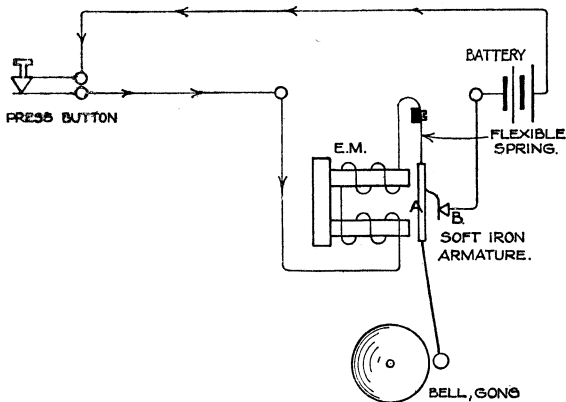 BATTERY
PRESS BUTTON
FLEXIBLE
SPRING.
E.M.
A
B.
SOFT IRON
ARMATURE.
BELL, GONG